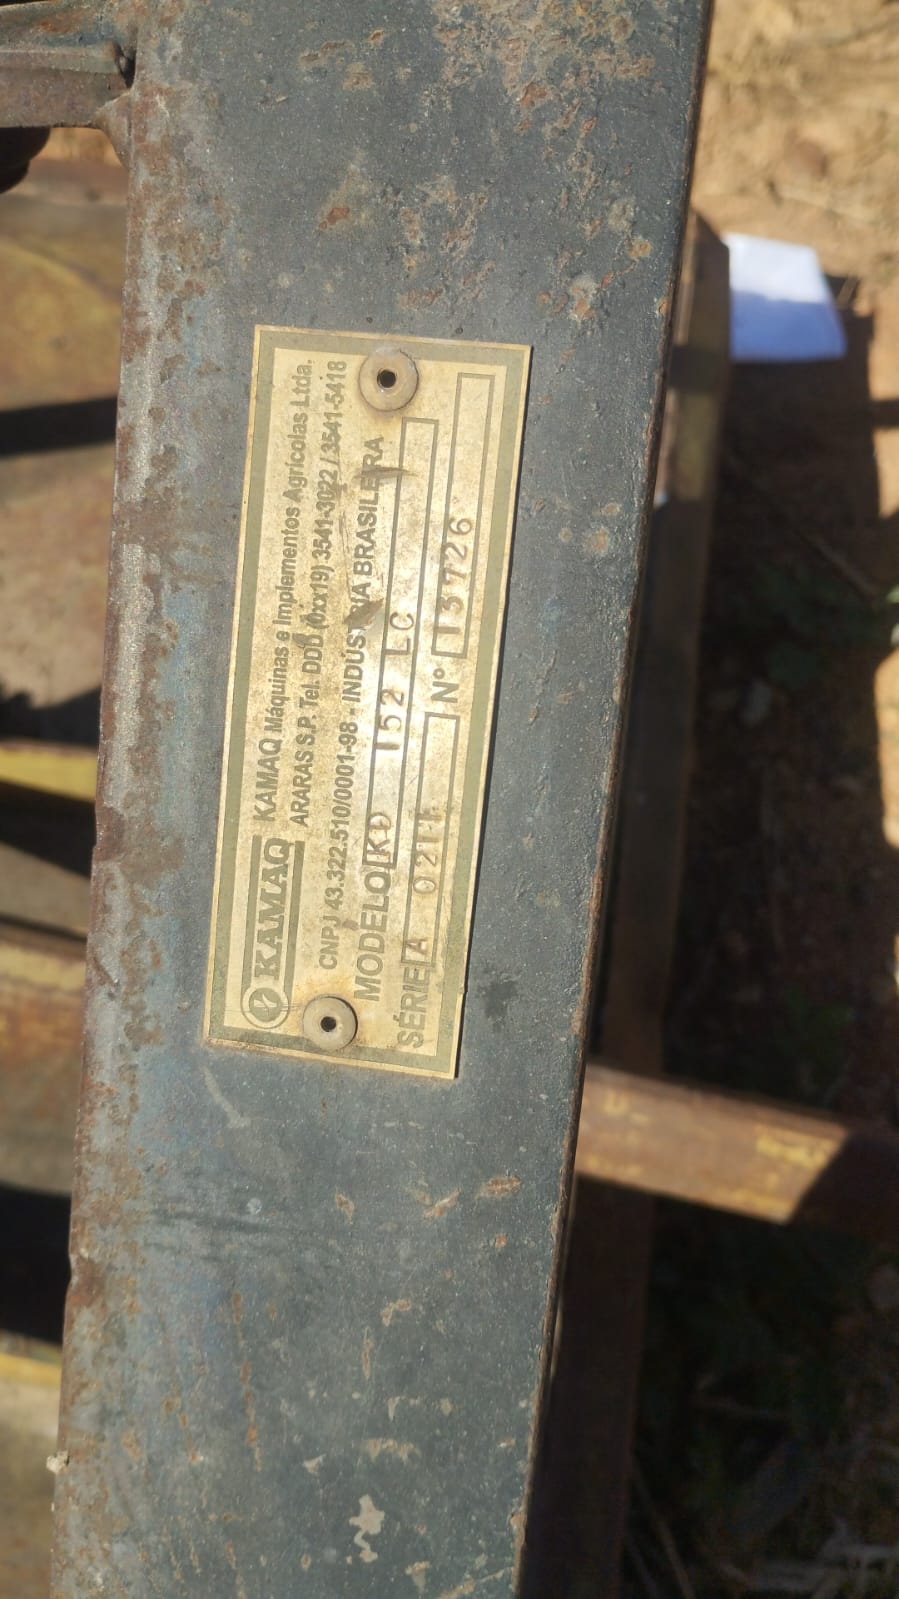 KAMAQ
KAMAQ Máquinas e Implementos Agrícolas Ltda.
ARARAS S.P. Tel. DDD (0xx19) 3541-3022 / 3541-5418
CNPJ 43.322.510/0001-98 - INDÚSTRIA BRASILEIRA
MODELO KD 152 LC
SÉRIE A 0211 Nº 13726